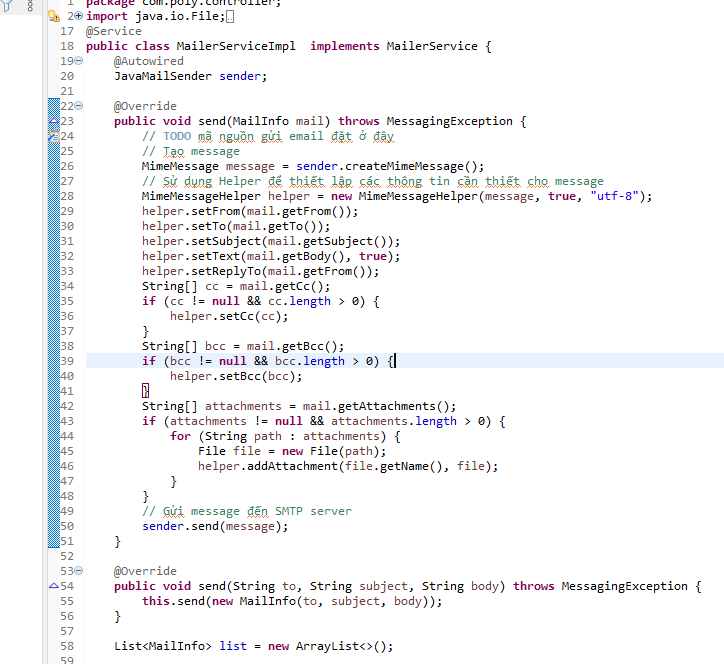 1 package com.poly.controller;
2 import java.io.File;
17 @Service
18 public class MailerServiceImpl  implements MailerService {
19 @Autowired
20 JavaMailSender sender;
21
22 @Override
23 public void send(MailInfo mail) throws MessagingException {
24 // TODO mã nguồn gửi email đặt ở đây
25 // Tạo message
26 MimeMessage message = sender.createMimeMessage();
27 // Sử dụng Helper để thiết lập các thông tin cần thiết cho message
28 MimeMessageHelper helper = new MimeMessageHelper(message, true, "utf-8");
29 helper.setFrom(mail.getFrom());
30 helper.setTo(mail.getTo());
31 helper.setSubject(mail.getSubject());
32 helper.setText(mail.getBody(), true);
33 helper.setReplyTo(mail.getFrom());
34 String[] cc = mail.getCc();
35 if (cc != null && cc.length > 0) {
36 helper.setCc(cc);
37 }
38 String[] bcc = mail.getBcc();
39 if (bcc != null && bcc.length > 0) {
40 helper.setBcc(bcc);
41 }
42 String[] attachments = mail.getAttachments();
43 if (attachments != null && attachments.length > 0) {
44 for (String path : attachments) {
45 File file = new File(path);
46 helper.addAttachment(file.getName(), file);
47 }
48 }
49 // Gửi message đến SMTP server
50 sender.send(message);
51 }
52
53 @Override
54 public void send(String to, String subject, String body) throws MessagingException {
55 this.send(new MailInfo(to, subject, body));
56 }
57
58 List<MailInfo> list = new ArrayList<>();
59